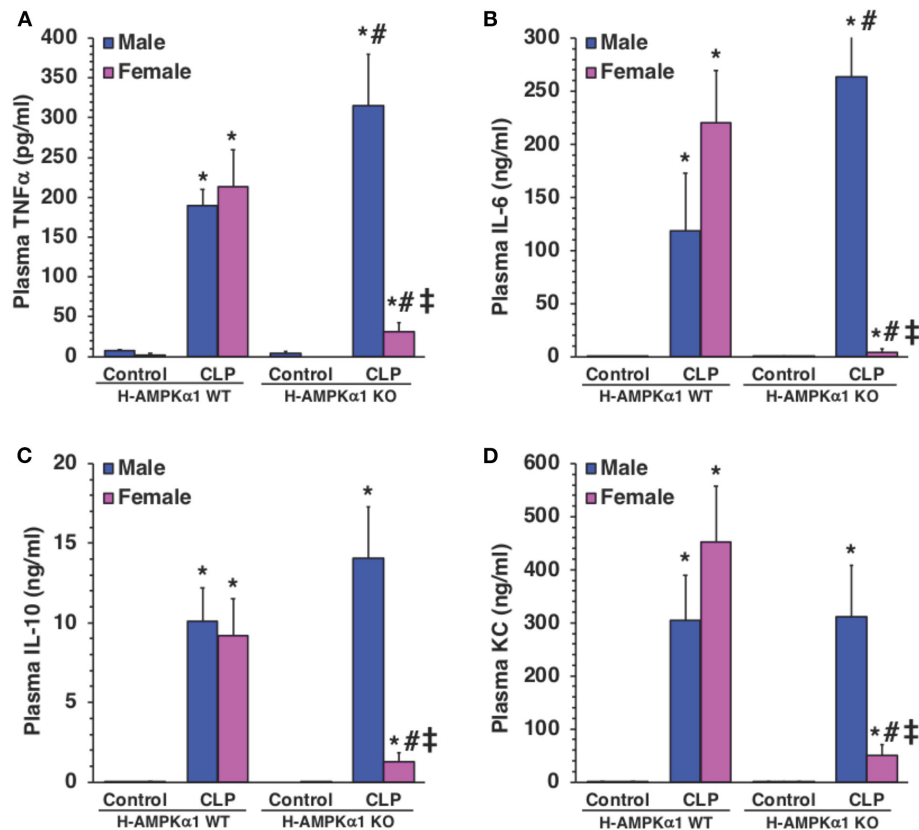 A
Plasma TNFα (pg/ml)
400
350
300
250
200
150
100
50
0
Male
Female
*
*
*#
*#‡
Control
CLP
Control
CLP
H-AMPKα1 WT
H-AMPKα1 KO
B
Plasma IL-6 (ng/ml)
300
250
200
150
100
50
0
Male
Female
*
*
*#
*#‡
Control
CLP
Control
CLP
H-AMPKα1 WT
H-AMPKα1 KO
C
Plasma IL-10 (ng/ml)
20
15
10
5
0
Male
Female
*
*
*
*#‡
Control
CLP
Control
CLP
H-AMPKα1 WT
H-AMPKα1 KO
D
Plasma KC (ng/ml)
600
500
400
300
200
100
0
Male
Female
*
*
*
*#‡
Control
CLP
Control
CLP
H-AMPKα1 WT
H-AMPKα1 KO